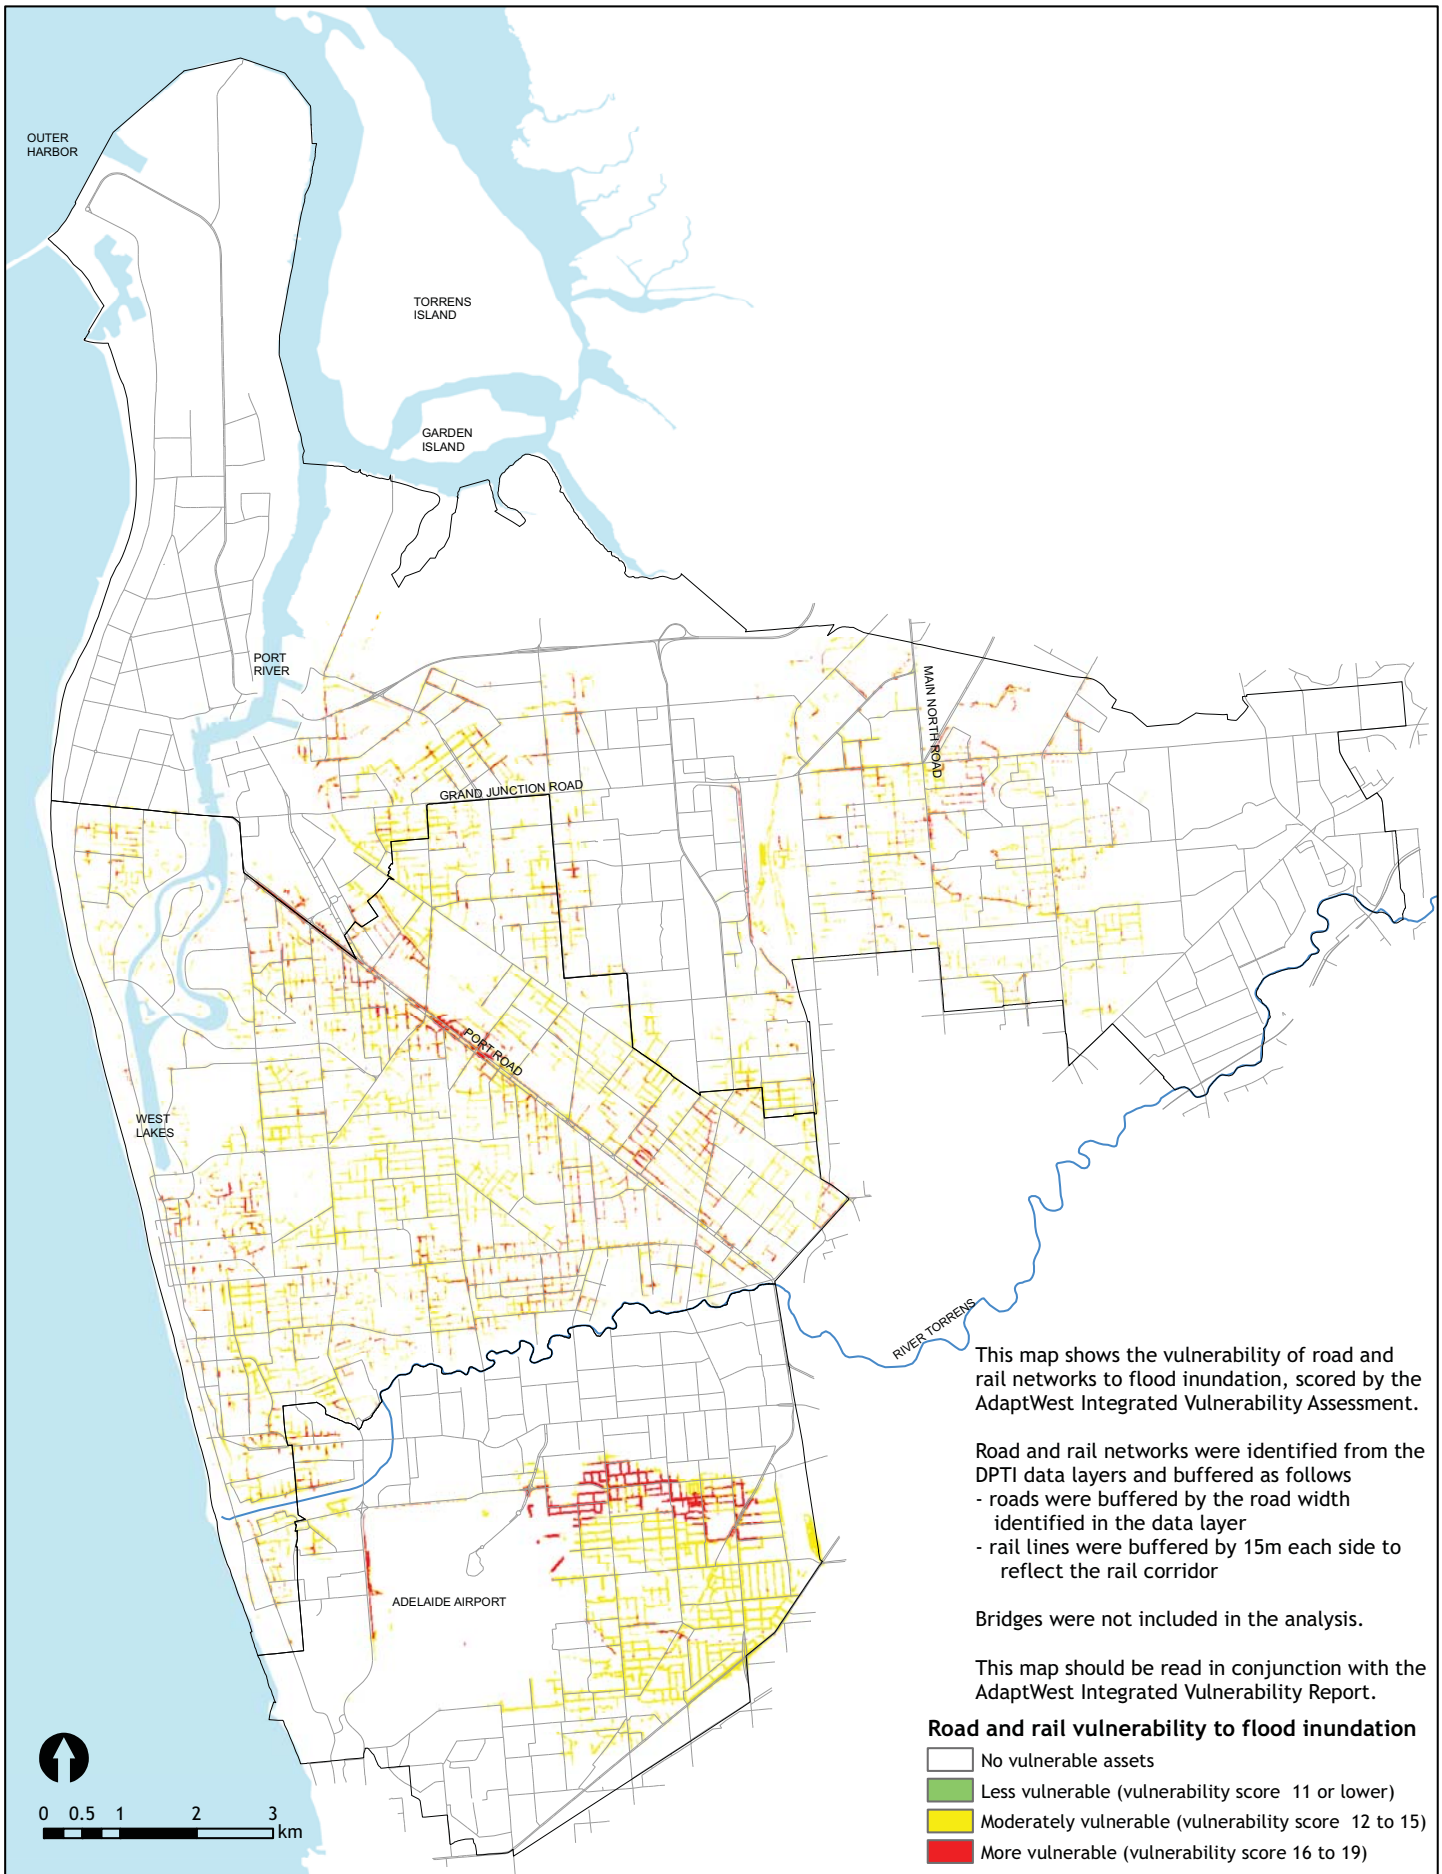 OUTER
HARBOR
TORRENS
ISLAND
GARDEN
ISLAND
PORT
RIVER
MAIN NORTH ROAD
GRAND JUNCTION ROAD
PORT ROAD
WEST
LAKES
RIVER TORRENS
ADELAIDE AIRPORT
This map shows the vulnerability of road and
rail networks to flood inundation, scored by the
AdaptWest Integrated Vulnerability Assessment.
Road and rail networks were identified from the
DPTI data layers and buffered as follows
- roads were buffered by the road width
identified in the data layer
- rail lines were buffered by 15m each side to
reflect the rail corridor
Bridges were not included in the analysis.
This map should be read in conjunction with the
AdaptWest Integrated Vulnerability Report.
Road and rail vulnerability to flood inundation
No vulnerable assets
Less vulnerable (vulnerability score 11 or lower)
Moderately vulnerable (vulnerability score 12 to 15)
More vulnerable (vulnerability score 16 to 19)
0 0.5 1 2 3
km